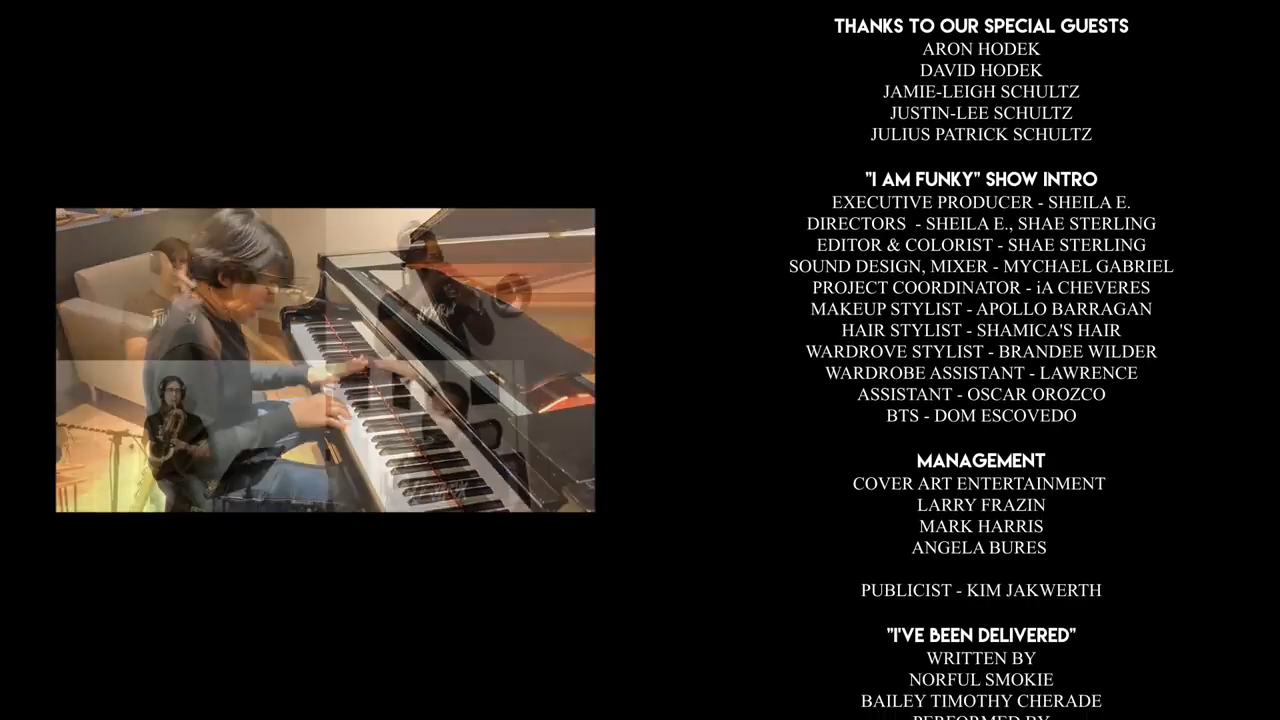 THANKS TO OUR SPECIAL GUESTS
ARON HODEK
DAVID HODEK
JAMIE-LEIGH SCHULTZ
JUSTIN-LEE SCHULTZ
JULIUS PATRICK SCHULTZ
"I AM FUNKY" SHOW INTRO
EXECUTIVE PRODUCER - SHEILA E.
DIRECTORS - SHEILA E., SHAE STERLING
EDITOR & COLORIST - SHAE STERLING
SOUND DESIGN, MIXER - MYCHAEL GABRIEL
PROJECT COORDINATOR - iA CHEVERES
MAKEUP STYLIST - APOLLO BARRAGAN
HAIR STYLIST - SHAMICA'S HAIR
WARDROVE STYLIST - BRANDEE WILDER
WARDROBE ASSISTANT - LAWRENCE
ASSISTANT - OSCAR OROZCO
BTS - DOM ESCOVEDO
MANAGEMENT
COVER ART ENTERTAINMENT
LARRY FRAZIN
MARK HARRIS
ANGELA BURES
PUBLICIST - KIM JAKWERTH
"I'VE BEEN DELIVERED"
WRITTEN BY
NORFUL SMOKIE
BAILEY TIMOTHY CHERADE
PERFORMED BY